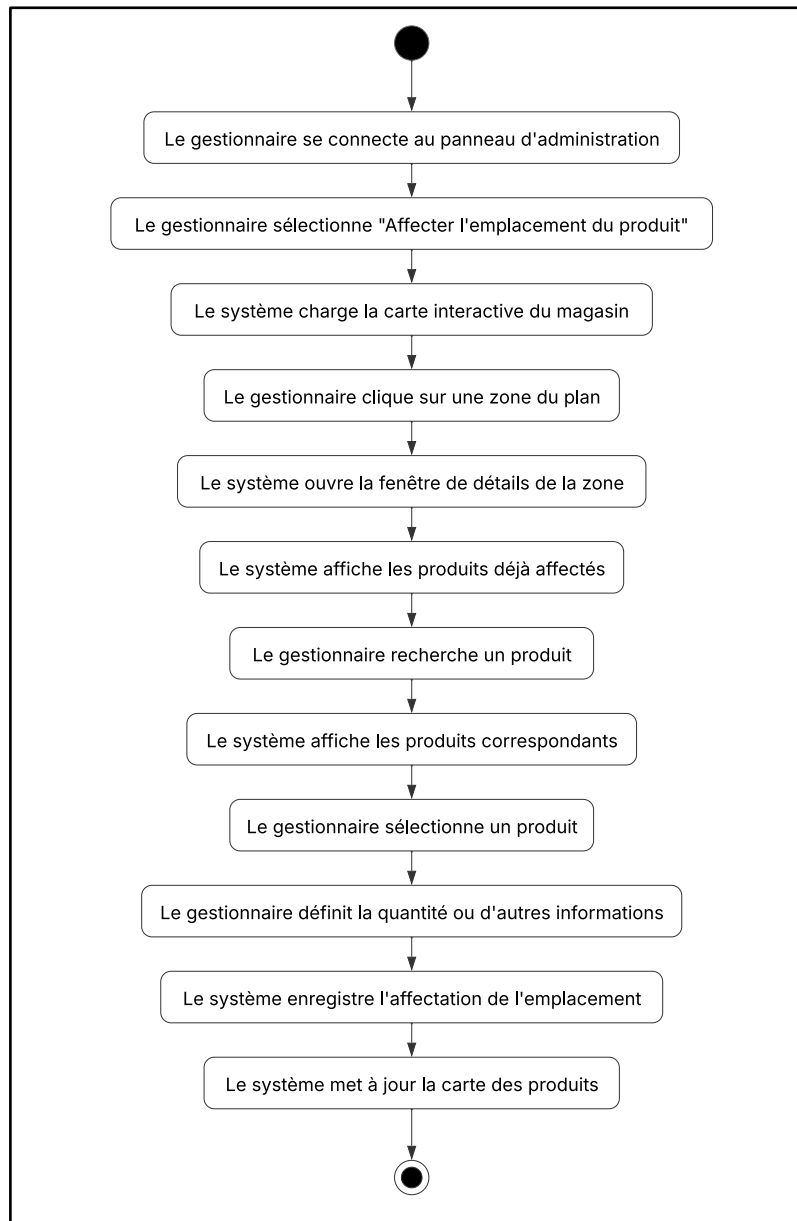 Le gestionnaire se connecte au panneau d'administration
Le gestionnaire sélectionne "Affecter l'emplacement du produit"
Le système charge la carte interactive du magasin
Le gestionnaire clique sur une zone du plan
Le système ouvre la fenêtre de détails de la zone
Le système affiche les produits déjà affectés
Le gestionnaire recherche un produit
Le système affiche les produits correspondants
Le gestionnaire sélectionne un produit
Le gestionnaire définit la quantité ou d'autres informations
Le système enregistre l'affectation de l'emplacement
Le système met à jour la carte des produits